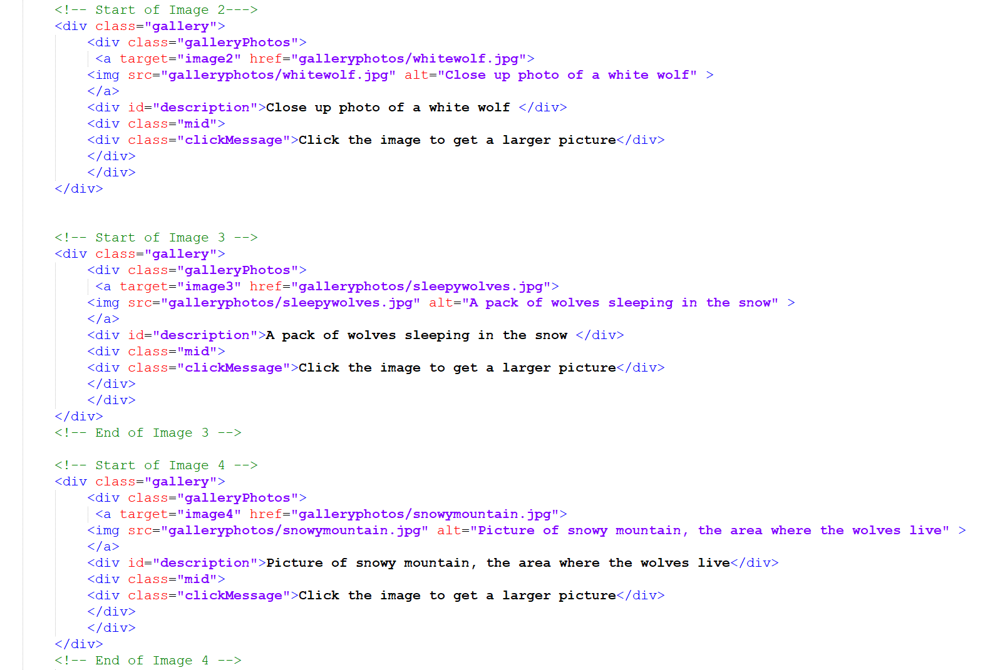 <!-- Start of Image 2--->
<div class="gallery">
<div class="galleryPhotos">
<a target="image2" href="galleryphotos/whitewolf.jpg">
<img src="galleryphotos/whitewolf.jpg" alt="Close up photo of a white wolf" >
</a>
<div id="description">Close up photo of a white wolf </div>
<div class="mid">
<div class="clickMessage">Click the image to get a larger picture</div>
</div>
</div>
</div>
<!-- Start of Image 3 -->
<div class="gallery">
<div class="galleryPhotos">
<a target="image3" href="galleryphotos/sleepywolves.jpg">
<img src="galleryphotos/sleepywolves.jpg" alt="A pack of wolves sleeping in the snow" >
</a>
<div id="description">A pack of wolves sleeping in the snow </div>
<div class="mid">
<div class="clickMessage">Click the image to get a larger picture</div>
</div>
</div>
</div>
<!-- End of Image 3 -->
<!-- Start of Image 4 -->
<div class="gallery">
<div class="galleryPhotos">
<a target="image4" href="galleryphotos/snowymountain.jpg">
<img src="galleryphotos/snowymountain.jpg" alt="Picture of snowy mountain, the area where the wolves live" >
</a>
<div id="description">Picture of snowy mountain, the area where the wolves live</div>
<div class="mid">
<div class="clickMessage">Click the image to get a larger picture</div>
</div>
</div>
</div>
<!-- End of Image 4 -->